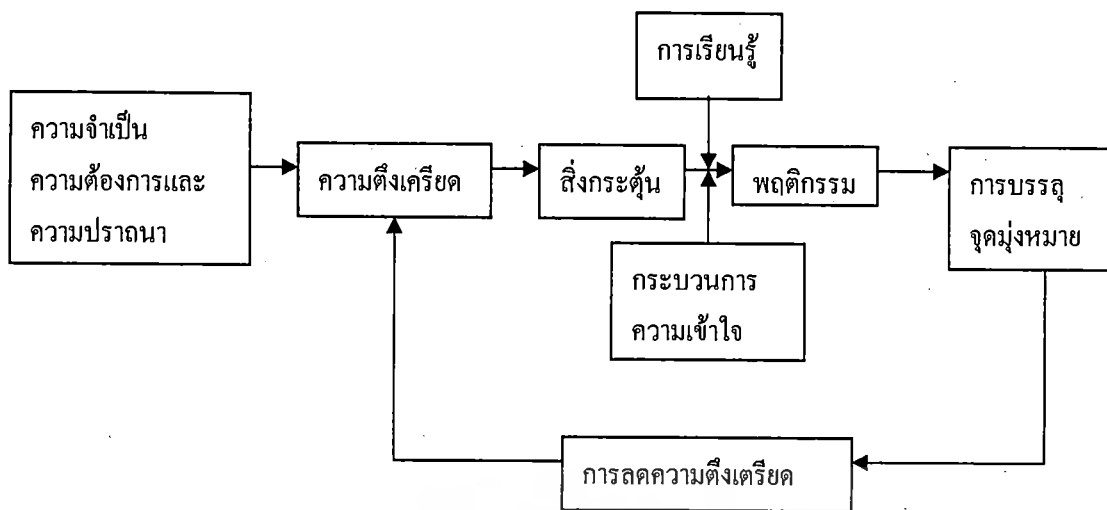 การเรียนรู้
ความจำเป็น
ความต้องการและ
ความปราถนา
ความตึงเครียด
สิ่งกระตุ้น
พฤติกรรม
การบรรลุ
จุดมุ่งหมาย
กระบวนการ
ความเข้าใจ
การลดความตึงเตรียด